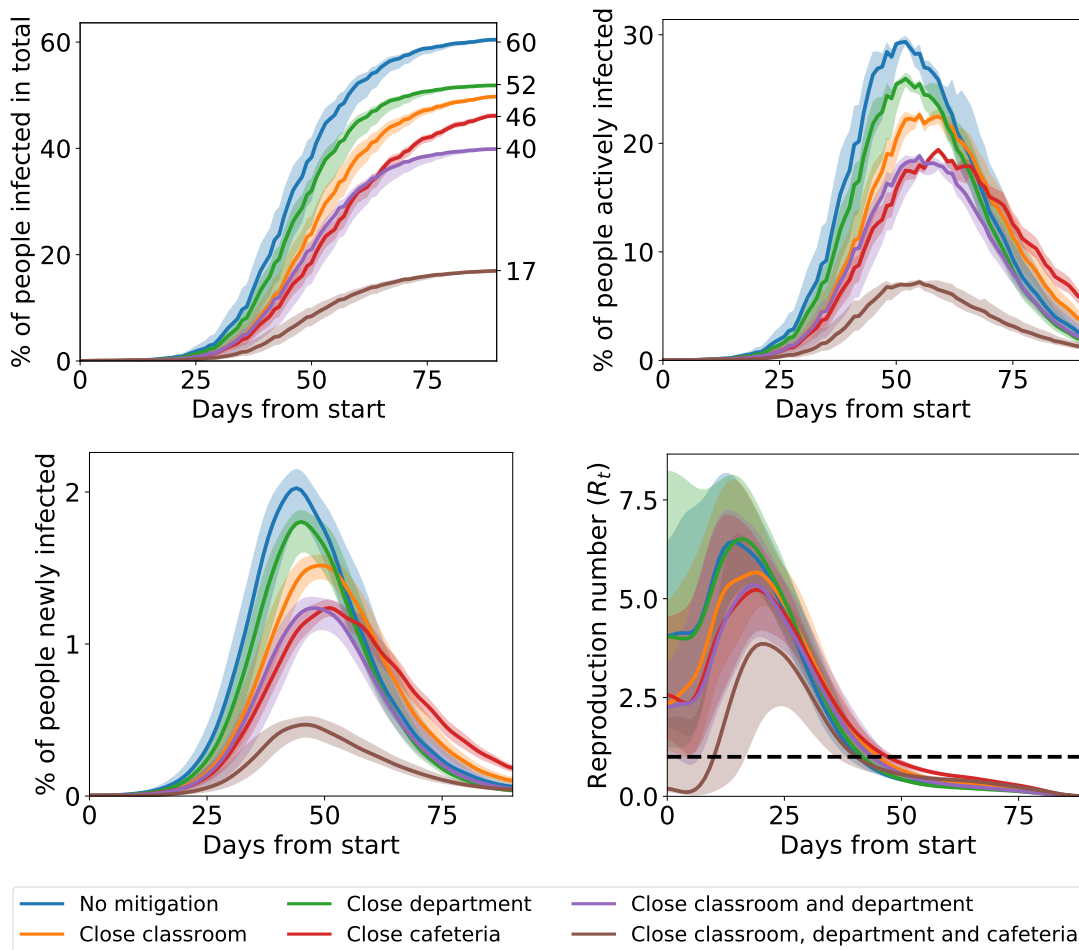 % of people infected in total
60
40
20
0
60
52
46
40
17
0
25
50
75
Days from start
% of people actively infected
30
20
10
0
0
25
50
75
Days from start
% of people newly infected
2
1
0
0
25
50
75
Days from start
Reproduction number (Rt)
7.5
5.0
2.5
0.0
0
25
50
75
Days from start
No mitigation
Close department
Close classroom and department
Close classroom
Close cafeteria
Close classroom, department and cafeteria